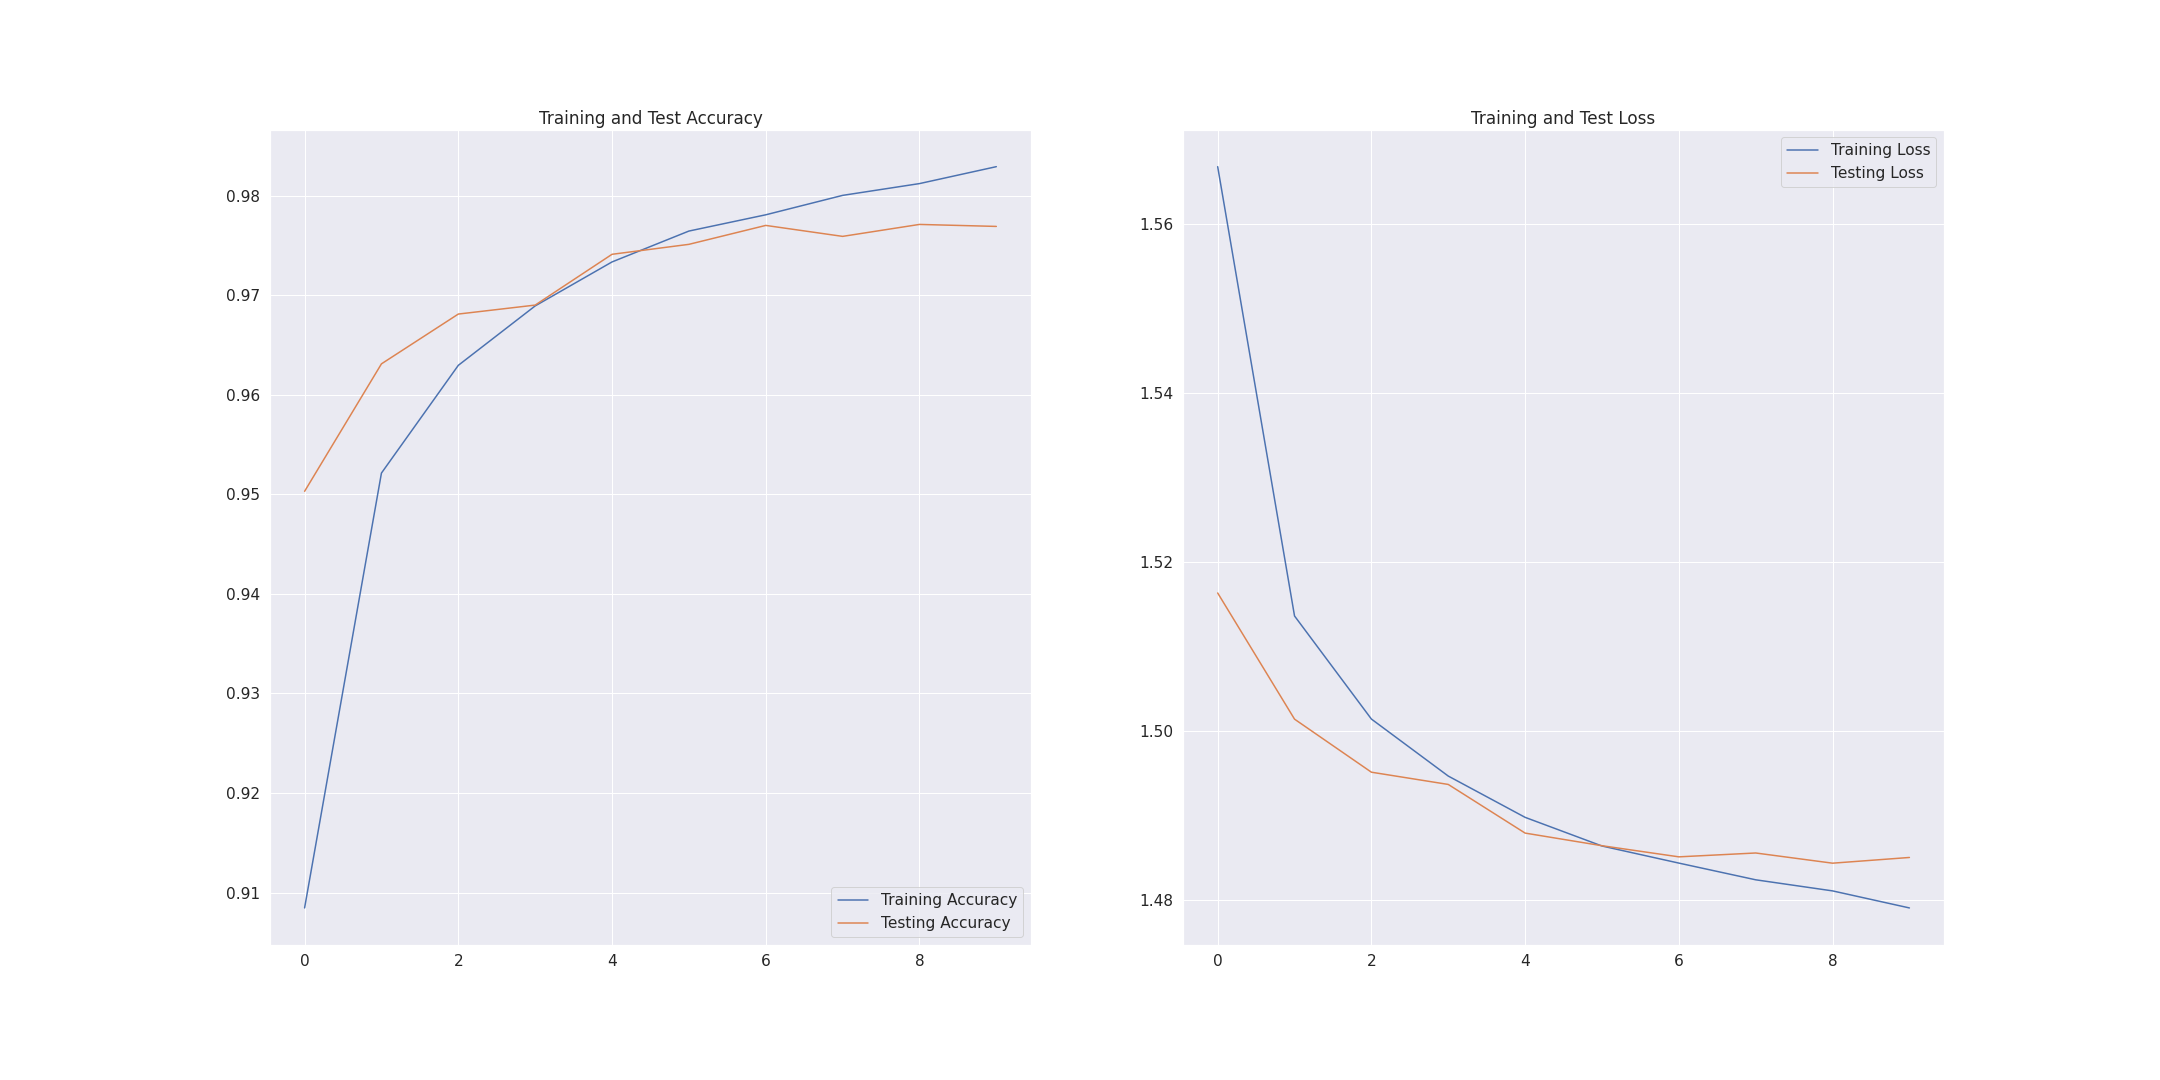 Training and Test Accuracy
0.98
0.97
0.96
0.95
0.94
0.93
0.92
0.91
Training Accuracy
Testing Accuracy
0 2 4 6 8
Training and Test Loss
Training Loss
Testing Loss
1.56
1.54
1.52
1.50
1.48
0 2 4 6 8